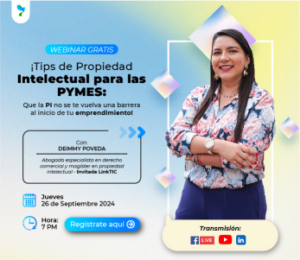 WEBINAR GRATIS
¡Tips de Propiedad
Intelectual para las
PYMES:
Que la PI no se te vuelva una barrera
al inicio de tu emprendimiento!
Con
DEIMMY POVEDA
Abogada especialista en derecho
comercial y magister en propiedad
intelectual - Invitada LinkTIC
Jueves
26 de Septiembre 2024
Hora:
7 PM
Regístrate aquí
Transmisión:
f LIVE in